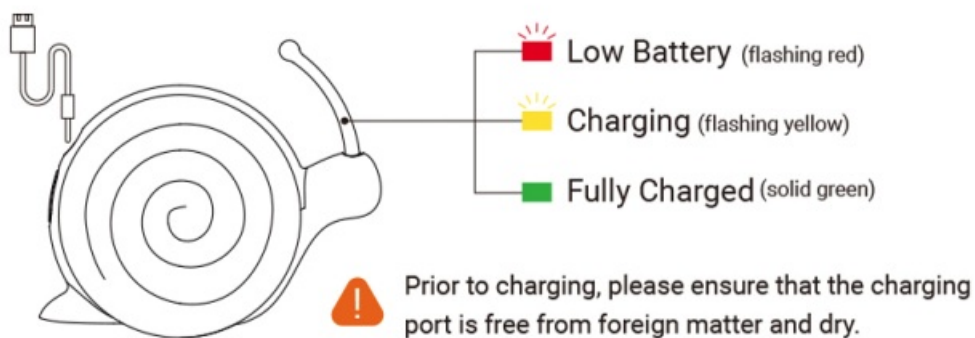 Low Battery (flashing red)
Charging (flashing yellow)
Fully Charged (solid green)
Prior to charging, please ensure that the charging
port is free from foreign matter and dry.